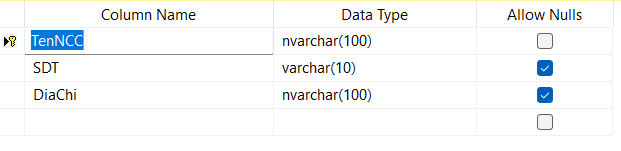 Column Name Data Type Allow Nulls
TenNCC nvarchar(100)
SDT varchar(10)
DiaChi nvarchar(100)